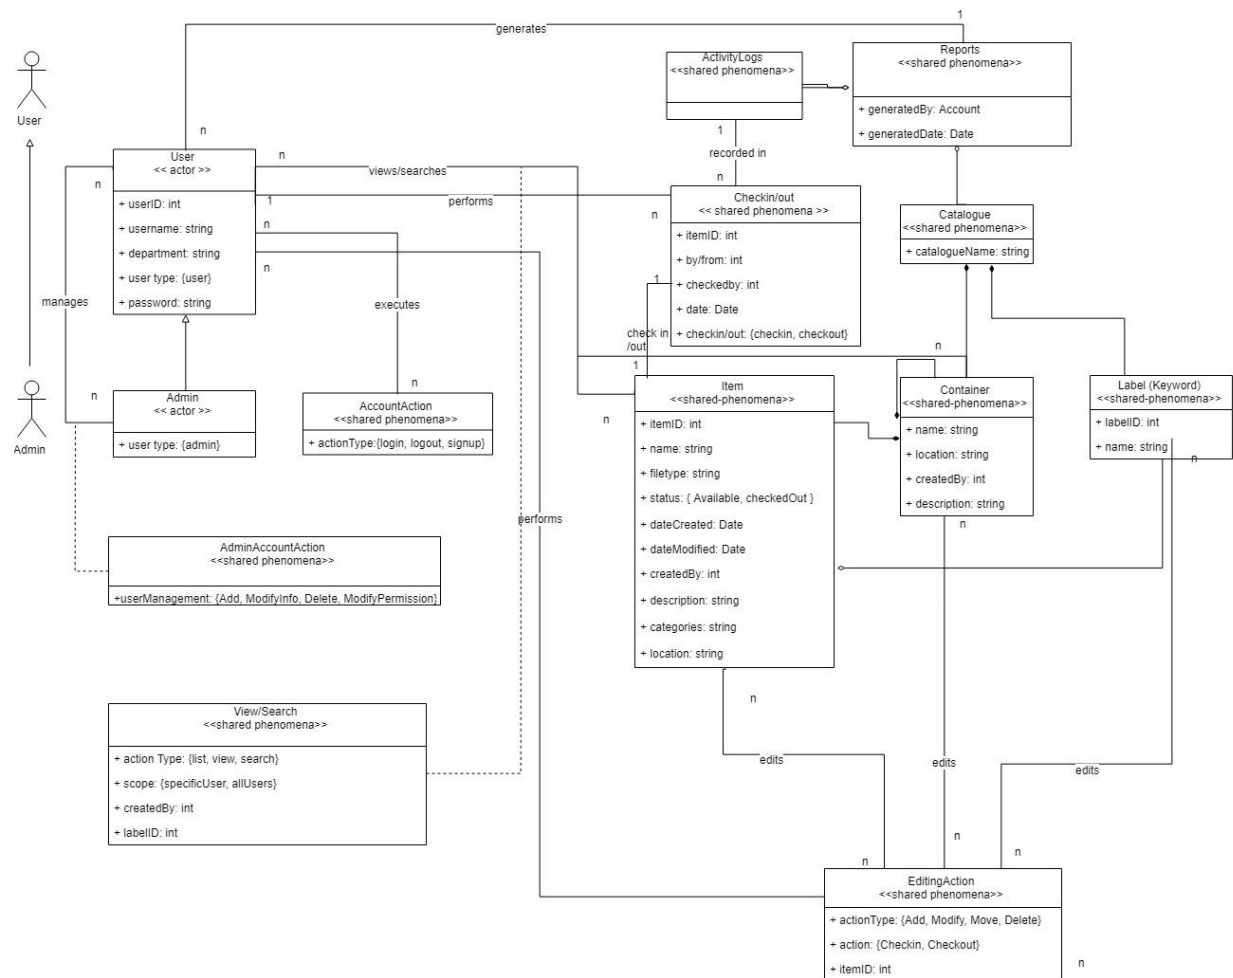 1
generates
ActivityLogs
<<shared phenomena>>
Reports
<<shared phenomena>>
+ generatedBy: Account
+ generatedDate: Date
User
n
1
recorded in
n
User
<< actor >>
+ userID: int
+ username: string
+ department: string
+ user type: {user}
+ password: string
n
n
views/searches
1
performs
n
n
n
Checkin/out
<< shared phenomena >>
+ itemID: int
+ by/from: int
+ checkedby: int
+ date: Date
+ checkin/out: {checkin, checkout}
Catalogue
<<shared phenomena>>
+ catalogueName: string
manages
executes
1
check in
/out
1
n
n
Admin
n
Admin
<< actor >>
+ user type: {admin}
n
AccountAction
<<shared phenomena>>
+ actionType:{login, logout, signup}
n
Item
<<shared-phenomena>>
+ itemID: int
+ name: string
+ filetype: string
+ status: { Available, checkedOut }
+ dateCreated: Date
+ dateModified: Date
+ createdBy: int
+ description: string
+ categories: string
+ location: string
Container
<<shared-phenomena>>
+ name: string
+ location: string
+ createdBy: int
+ description: string
Label (Keyword)
<<shared-phenomena>>
+ labelID: int
+ name: string
n
n
performs
AdminAccountAction
<<shared phenomena>>
+userManagement: {Add, ModifyInfo, Delete, ModifyPermission}
View/Search
<<shared phenomena>>
+ action Type: {list, view, search}
+ scope: {specificUser, allUsers}
+ createdBy: int
+ labelID: int
n
edits
edits
edits
n
n
n
EditingAction
<<shared phenomena>>
+ actionType: {Add, Modify, Move, Delete}
+ action: {Checkin, Checkout}
+ itemID: int
n